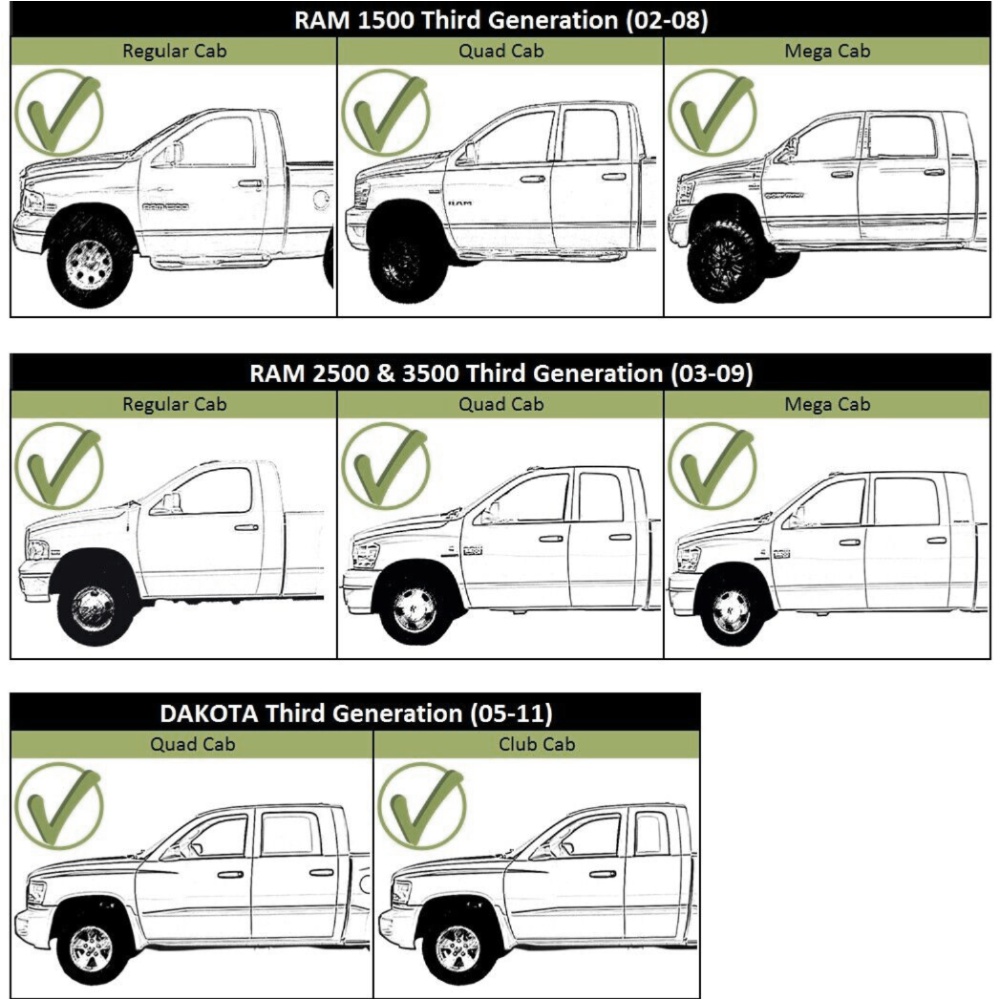 RAM 1500 Third Generation (02-08)
Regular Cab Quad Cab Mega Cab
RAM
RAM 2500 & 3500 Third Generation (03-09)
Regular Cab Quad Cab Mega Cab
DAKOTA Third Generation (05-11)
Quad Cab Club Cab